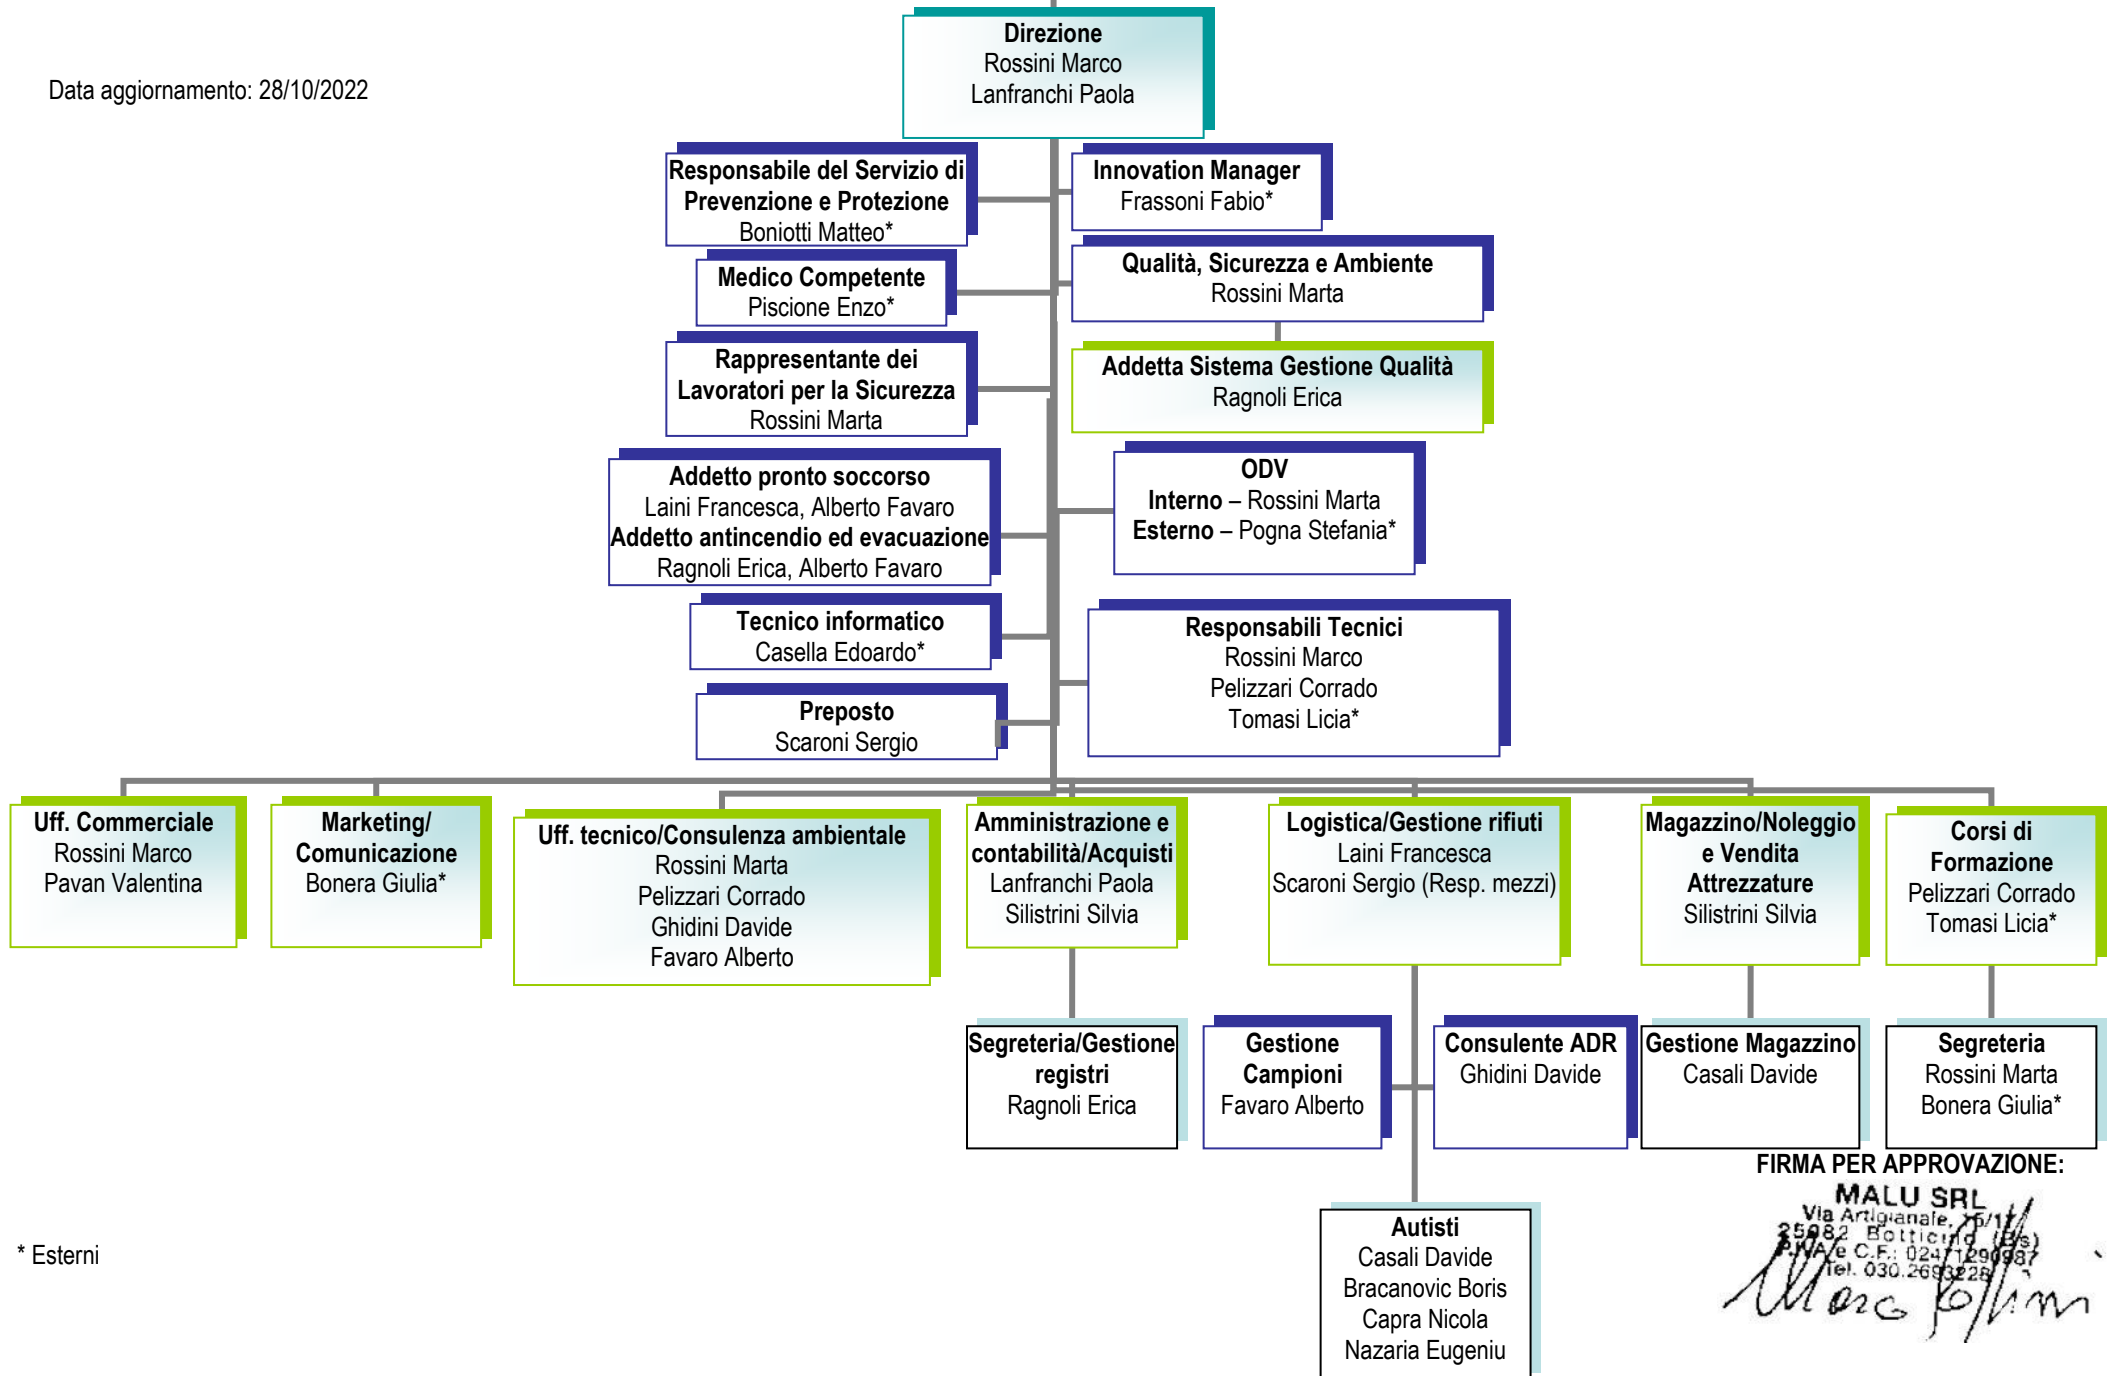 Direzione
Rossini Marco
Lanfranchi Paola
Data aggiornamento: 28/10/2022
Responsabile del Servizio di
Prevenzione e Protezione
Boniotti Matteo*
Innovation Manager
Frassoni Fabio*
Medico Competente
Piscione Enzo*
Qualità, Sicurezza e Ambiente
Rossini Marta
Rappresentante dei
Lavoratori per la Sicurezza
Rossini Marta
Addetta Sistema Gestione Qualità
Ragnoli Erica
Addetto pronto soccorso
Laini Francesca, Alberto Favaro
Addetto antincendio ed evacuazione
Ragnoli Erica, Alberto Favaro
ODV
Interno – Rossini Marta
Esterno – Pogna Stefania*
Tecnico informatico
Casella Edoardo*
Responsabili Tecnici
Rossini Marco
Pelizzari Corrado
Tomasi Licia*
Preposto
Scaroni Sergio
Uff. Commerciale
Rossini Marco
Pavan Valentina
Marketing/
Comunicazione
Bonera Giulia*
Uff. tecnico/Consulenza ambientale
Rossini Marta
Pelizzari Corrado
Ghidini Davide
Favaro Alberto
Amministrazione e
contabilità/Acquisti
Lanfranchi Paola
Silistrini Silvia
Logistica/Gestione rifiuti
Laini Francesca
Scaroni Sergio (Resp. mezzi)
Magazzino/Noleggio
e Vendita
Attrezzature
Silistrini Silvia
Corsi di
Formazione
Pelizzari Corrado
Tomasi Licia*
Segreteria/Gestione
registri
Ragnoli Erica
Gestione
Campioni
Favaro Alberto
Consulente ADR
Ghidini Davide
Gestione Magazzino
Casali Davide
Segreteria
Rossini Marta
Bonera Giulia*
Autisti
Casali Davide
Bracanovic Boris
Capra Nicola
Nazaria Eugeniu
FIRMA PER APPROVAZIONE:
MALU SRL
Via Artigianale,
25082 Botticino (Bs)
P.IVA e C.F.: 02471290987
Tel. 030.2693228
Marco
* Esterni